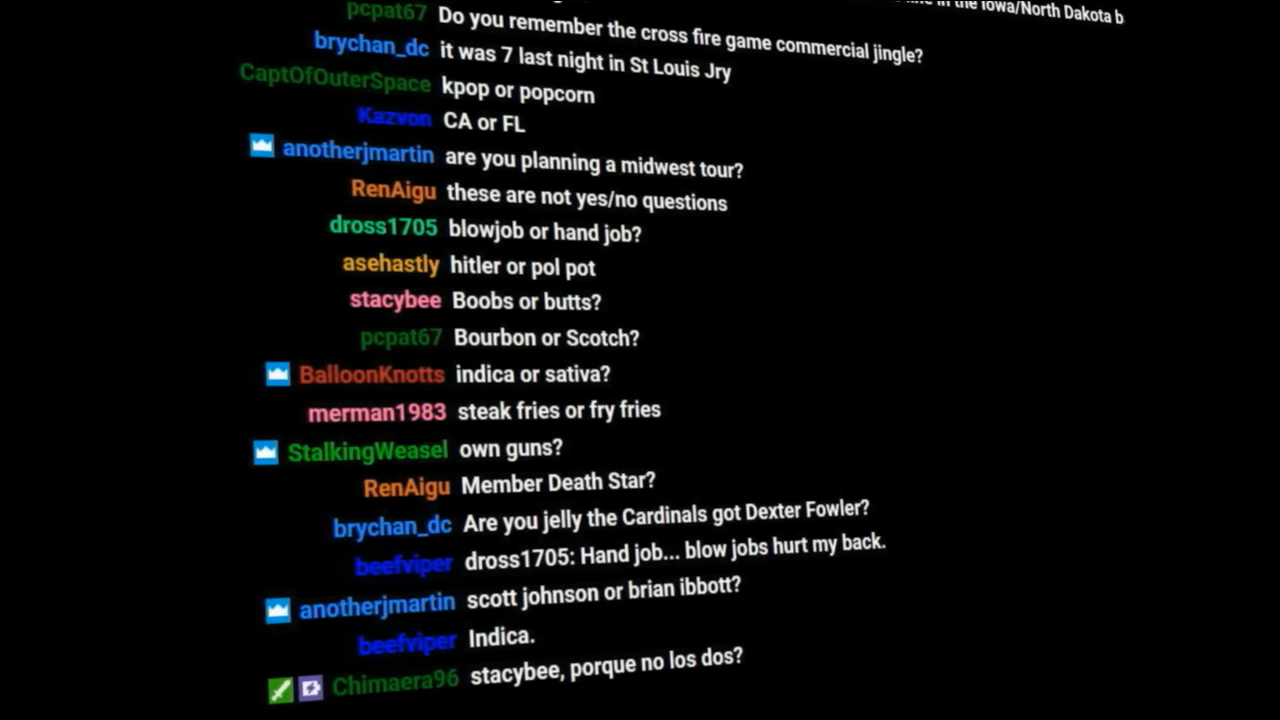 in the Iowa/North Dakota b
pcpat67 Do you remember the cross fire game commercial jingle?
brychan_dc it was 7 last night in St Louis Jry
CaptOfOuterSpace kpop or popcorn
Kazvon CA or FL
anotherjmartin are you planning a midwest tour?
RenAigu these are not yes/no questions
dross1705 blowjob or hand job?
asehastly hitler or pol pot
stacybee Boobs or butts?
pcpat67 Bourbon or Scotch?
BalloonKnotts indica or sativa?
merman1983 steak fries or fry fries
StalkingWeasel own guns?
RenAigu Member Death Star?
brychan_dc Are you jelly the Cardinals got Dexter Fowler?
beefviper dross1705: Hand job... blow jobs hurt my back.
anotherjmartin scott johnson or brian ibbott?
beefviper Indica.
Chimaera96 stacybee, porque no los dos?